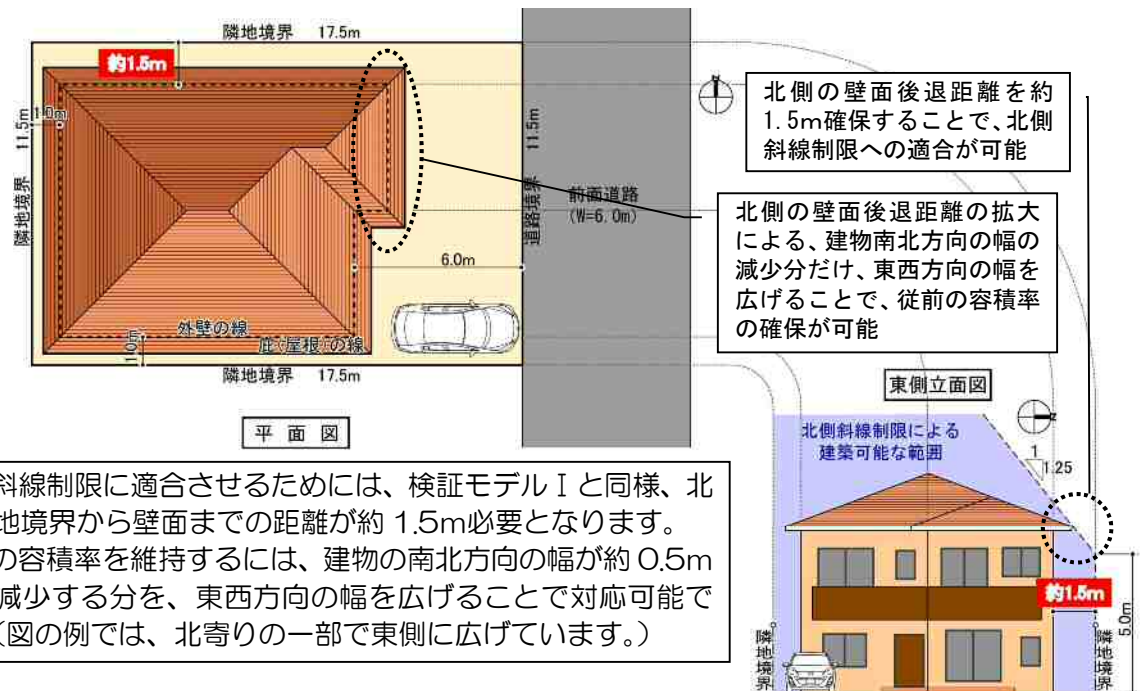 隣地境界 17.5m
約1.5m
1.0m
11.5m
隣地境界
11.5m
道路境界
前面道路
(W=6.0m)
6.0m
外壁の線
庇(屋根)の線
1.0m
隣地境界 17.5m
平面図
N
北側の壁面後退距離を約
1.5m確保することで、北側
斜線制限への適合が可能
北側の壁面後退距離の拡大
による、建物南北方向の幅の
減少分だけ、東西方向の幅を
広げることで、従前の容積率
の確保が可能
東側立面図
N
北側斜線制限による
建築可能な範囲
1
1.25
約1.5m
5.0m
隣地境界
隣地境界
斜線制限に適合させるためには、検証モデルⅠと同様、北
地境界から壁面までの距離が約 1.5m必要となります。
の容積率を維持するには、建物の南北方向の幅が約 0.5m
減少する分を、東西方向の幅を広げることで対応可能で
(図の例では、北寄りの一部で東側に広げています。)